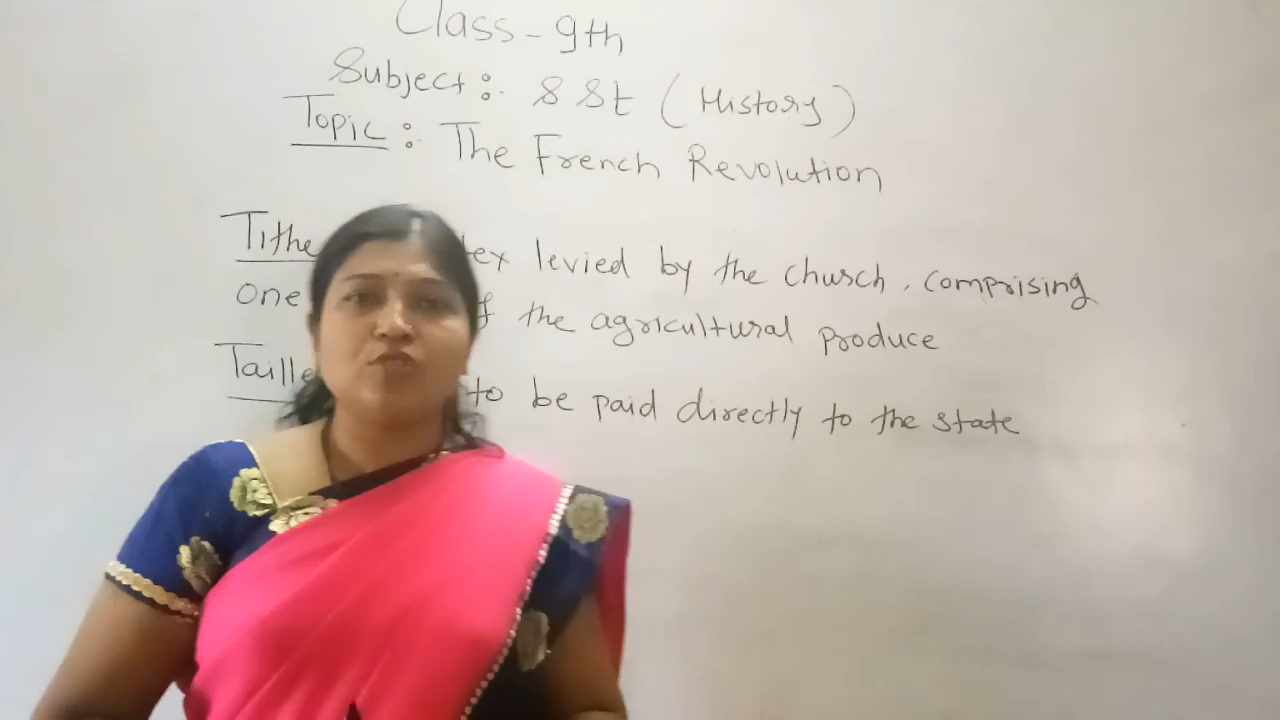 Class - 9th
Subject :- S St ( History )
Topic : The French Revolution
Tithe tex levied by the church, comprising
one f the agricultural produce
Taille to be paid directly to the state